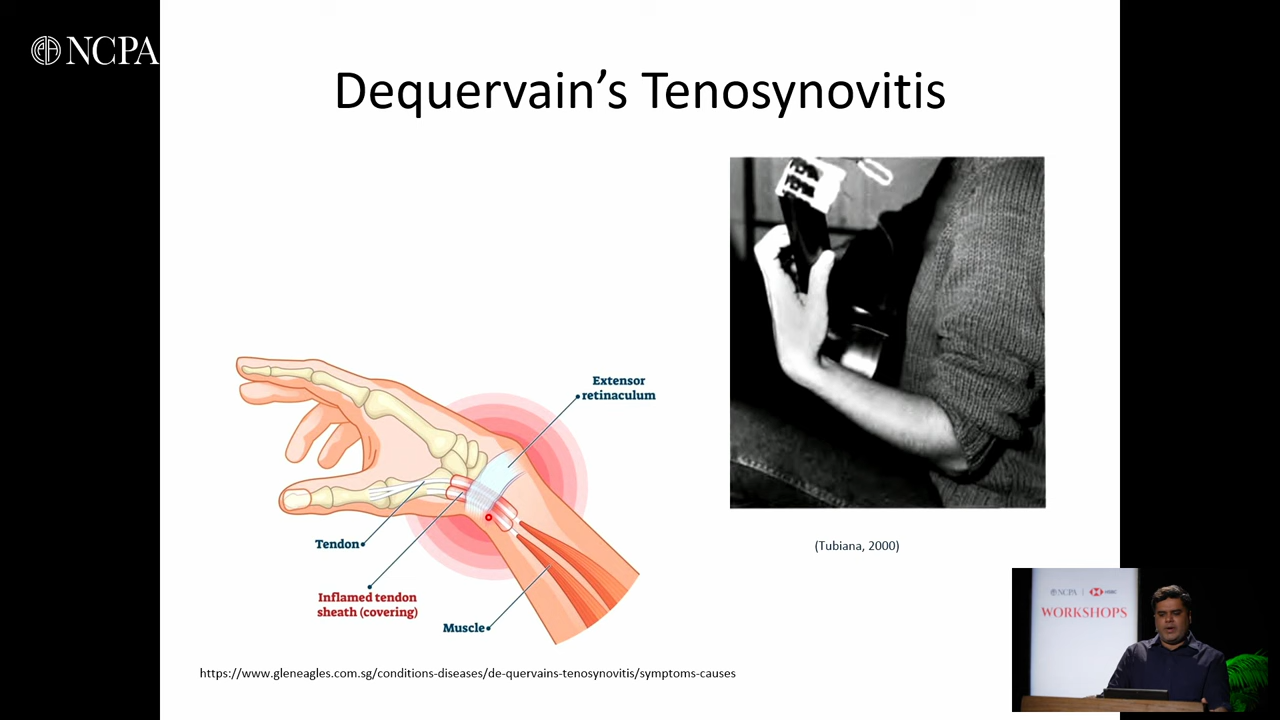 NCPA
Dequervain’s Tenosynovitis
Extensor
retinaculum
Tendon
Inflamed tendon
sheath (covering)
Muscle
(Tubiana, 2000)
https://www.gleneagles.com.sg/conditions-diseases/de-quervains-tenosynovitis/symptoms-causes
NCPA | HSBC
WORKSHOPS